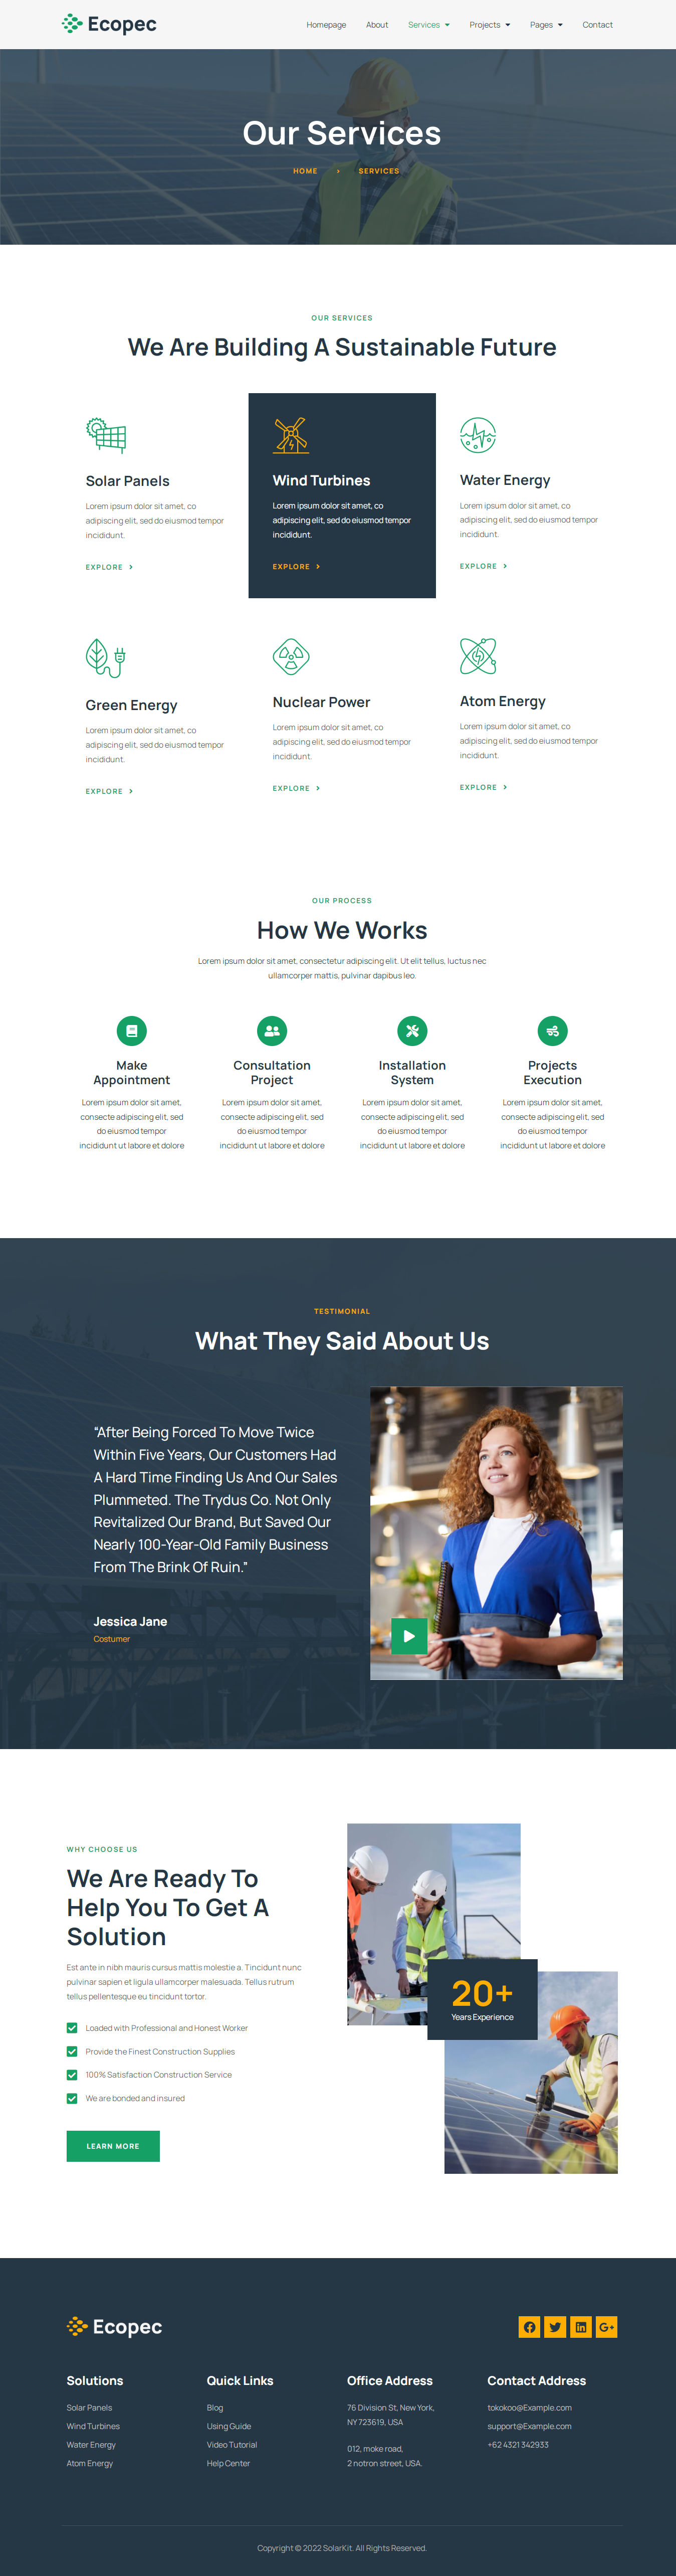 Ecopec
Homepage About Services Projects Pages Contact
Our Services
HOME > SERVICES
OUR SERVICES
We Are Building A Sustainable Future
Solar Panels
Lorem ipsum dolor sit amet, co
adipiscing elit, sed do eiusmod tempor
incididunt.
EXPLORE >
Wind Turbines
Lorem ipsum dolor sit amet, co
adipiscing elit, sed do eiusmod tempor
incididunt.
EXPLORE >
Water Energy
Lorem ipsum dolor sit amet, co
adipiscing elit, sed do eiusmod tempor
incididunt.
EXPLORE >
Green Energy
Lorem ipsum dolor sit amet, co
adipiscing elit, sed do eiusmod tempor
incididunt.
EXPLORE >
Nuclear Power
Lorem ipsum dolor sit amet, co
adipiscing elit, sed do eiusmod tempor
incididunt.
EXPLORE >
Atom Energy
Lorem ipsum dolor sit amet, co
adipiscing elit, sed do eiusmod tempor
incididunt.
EXPLORE >
OUR PROCESS
How We Works
Lorem ipsum dolor sit amet, consectetur adipiscing elit. Ut elit tellus, luctus nec
ullamcorper mattis, pulvinar dapibus leo.
Make
Appointment
Lorem ipsum dolor sit amet,
consecte adipiscing elit, sed
do eiusmod tempor
incididunt ut labore et dolore
Consultation
Project
Lorem ipsum dolor sit amet,
consecte adipiscing elit, sed
do eiusmod tempor
incididunt ut labore et dolore
Installation
System
Lorem ipsum dolor sit amet,
consecte adipiscing elit, sed
do eiusmod tempor
incididunt ut labore et dolore
Projects
Execution
Lorem ipsum dolor sit amet,
consecte adipiscing elit, sed
do eiusmod tempor
incididunt ut labore et dolore
TESTIMONIAL
What They Said About Us
“After Being Forced To Move Twice
Within Five Years, Our Customers Had
A Hard Time Finding Us And Our Sales
Plummeted. The Trydus Co. Not Only
Revitalized Our Brand, But Saved Our
Nearly 100-Year-Old Family Business
From The Brink Of Ruin.”
Jessica Jane
Costumer
WHY CHOOSE US
We Are Ready To
Help You To Get A
Solution
Est ante in nibh mauris cursus mattis molestie a. Tincidunt nunc
pulvinar sapien et ligula ullamcorper malesuada. Tellus rutrum
tellus pellentesque eu tincidunt tortor.
Loaded with Professional and Honest Worker
Provide the Finest Construction Supplies
100% Satisfaction Construction Service
We are bonded and insured
LEARN MORE
20+
Years Experience
Ecopec
G+
Solutions
Solar Panels
Wind Turbines
Water Energy
Atom Energy
Quick Links
Blog
Using Guide
Video Tutorial
Help Center
Office Address
76 Division St, New York,
NY 723619, USA
012, moke road,
2 notron street, USA.
Contact Address
tokokoo@Example.com
support@Example.com
+62 4321 342933
Copyright © 2022 SolarKit. All Rights Reserved.